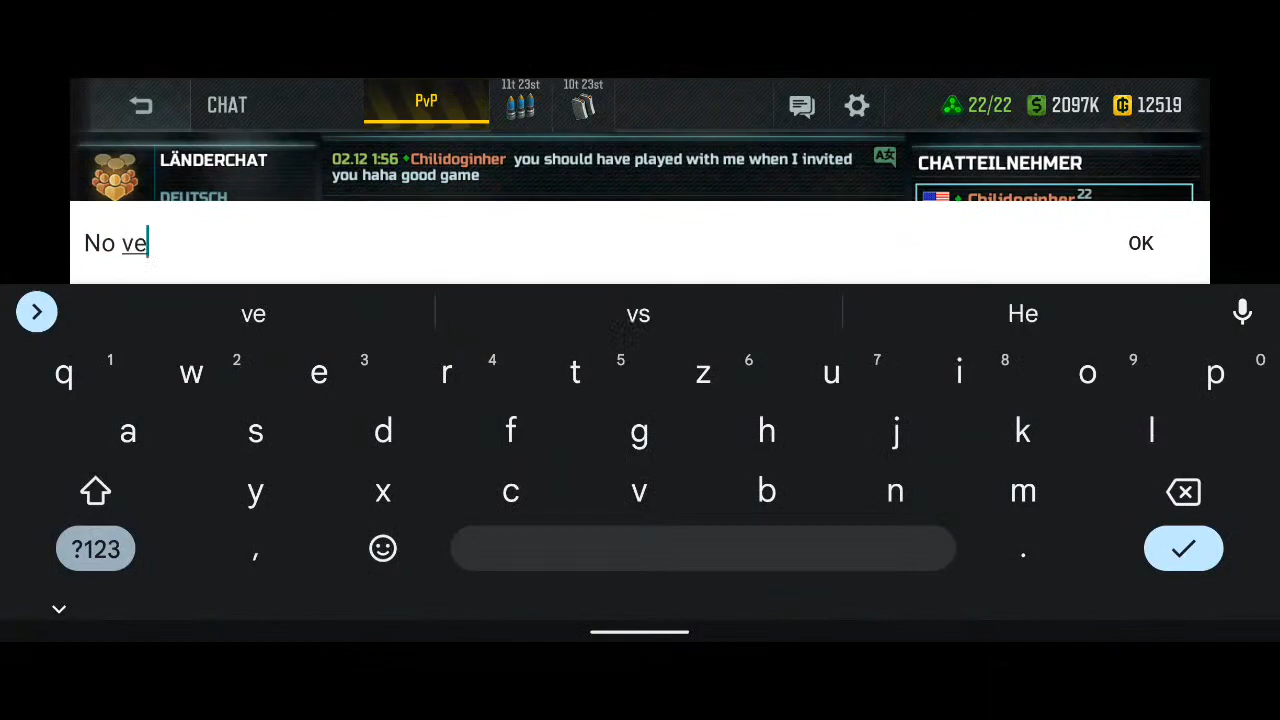 11t 23st 10t 23st
CHAT PvP 22/22 2097K 12519
LÄNDERCHAT
DEUTSCH
02.12 1:56 Chilidoginher you should have played with me when I invited
you haha good game
CHATTEILNEHMER
Chilidoginher 22
No ve
OK
ve vs He
q 1 w 2 e 3 r 4 t 5 z 6 u 7 i 8 o 9 p 0
a s d f g h j k l
y x c v b n m
?123 , .